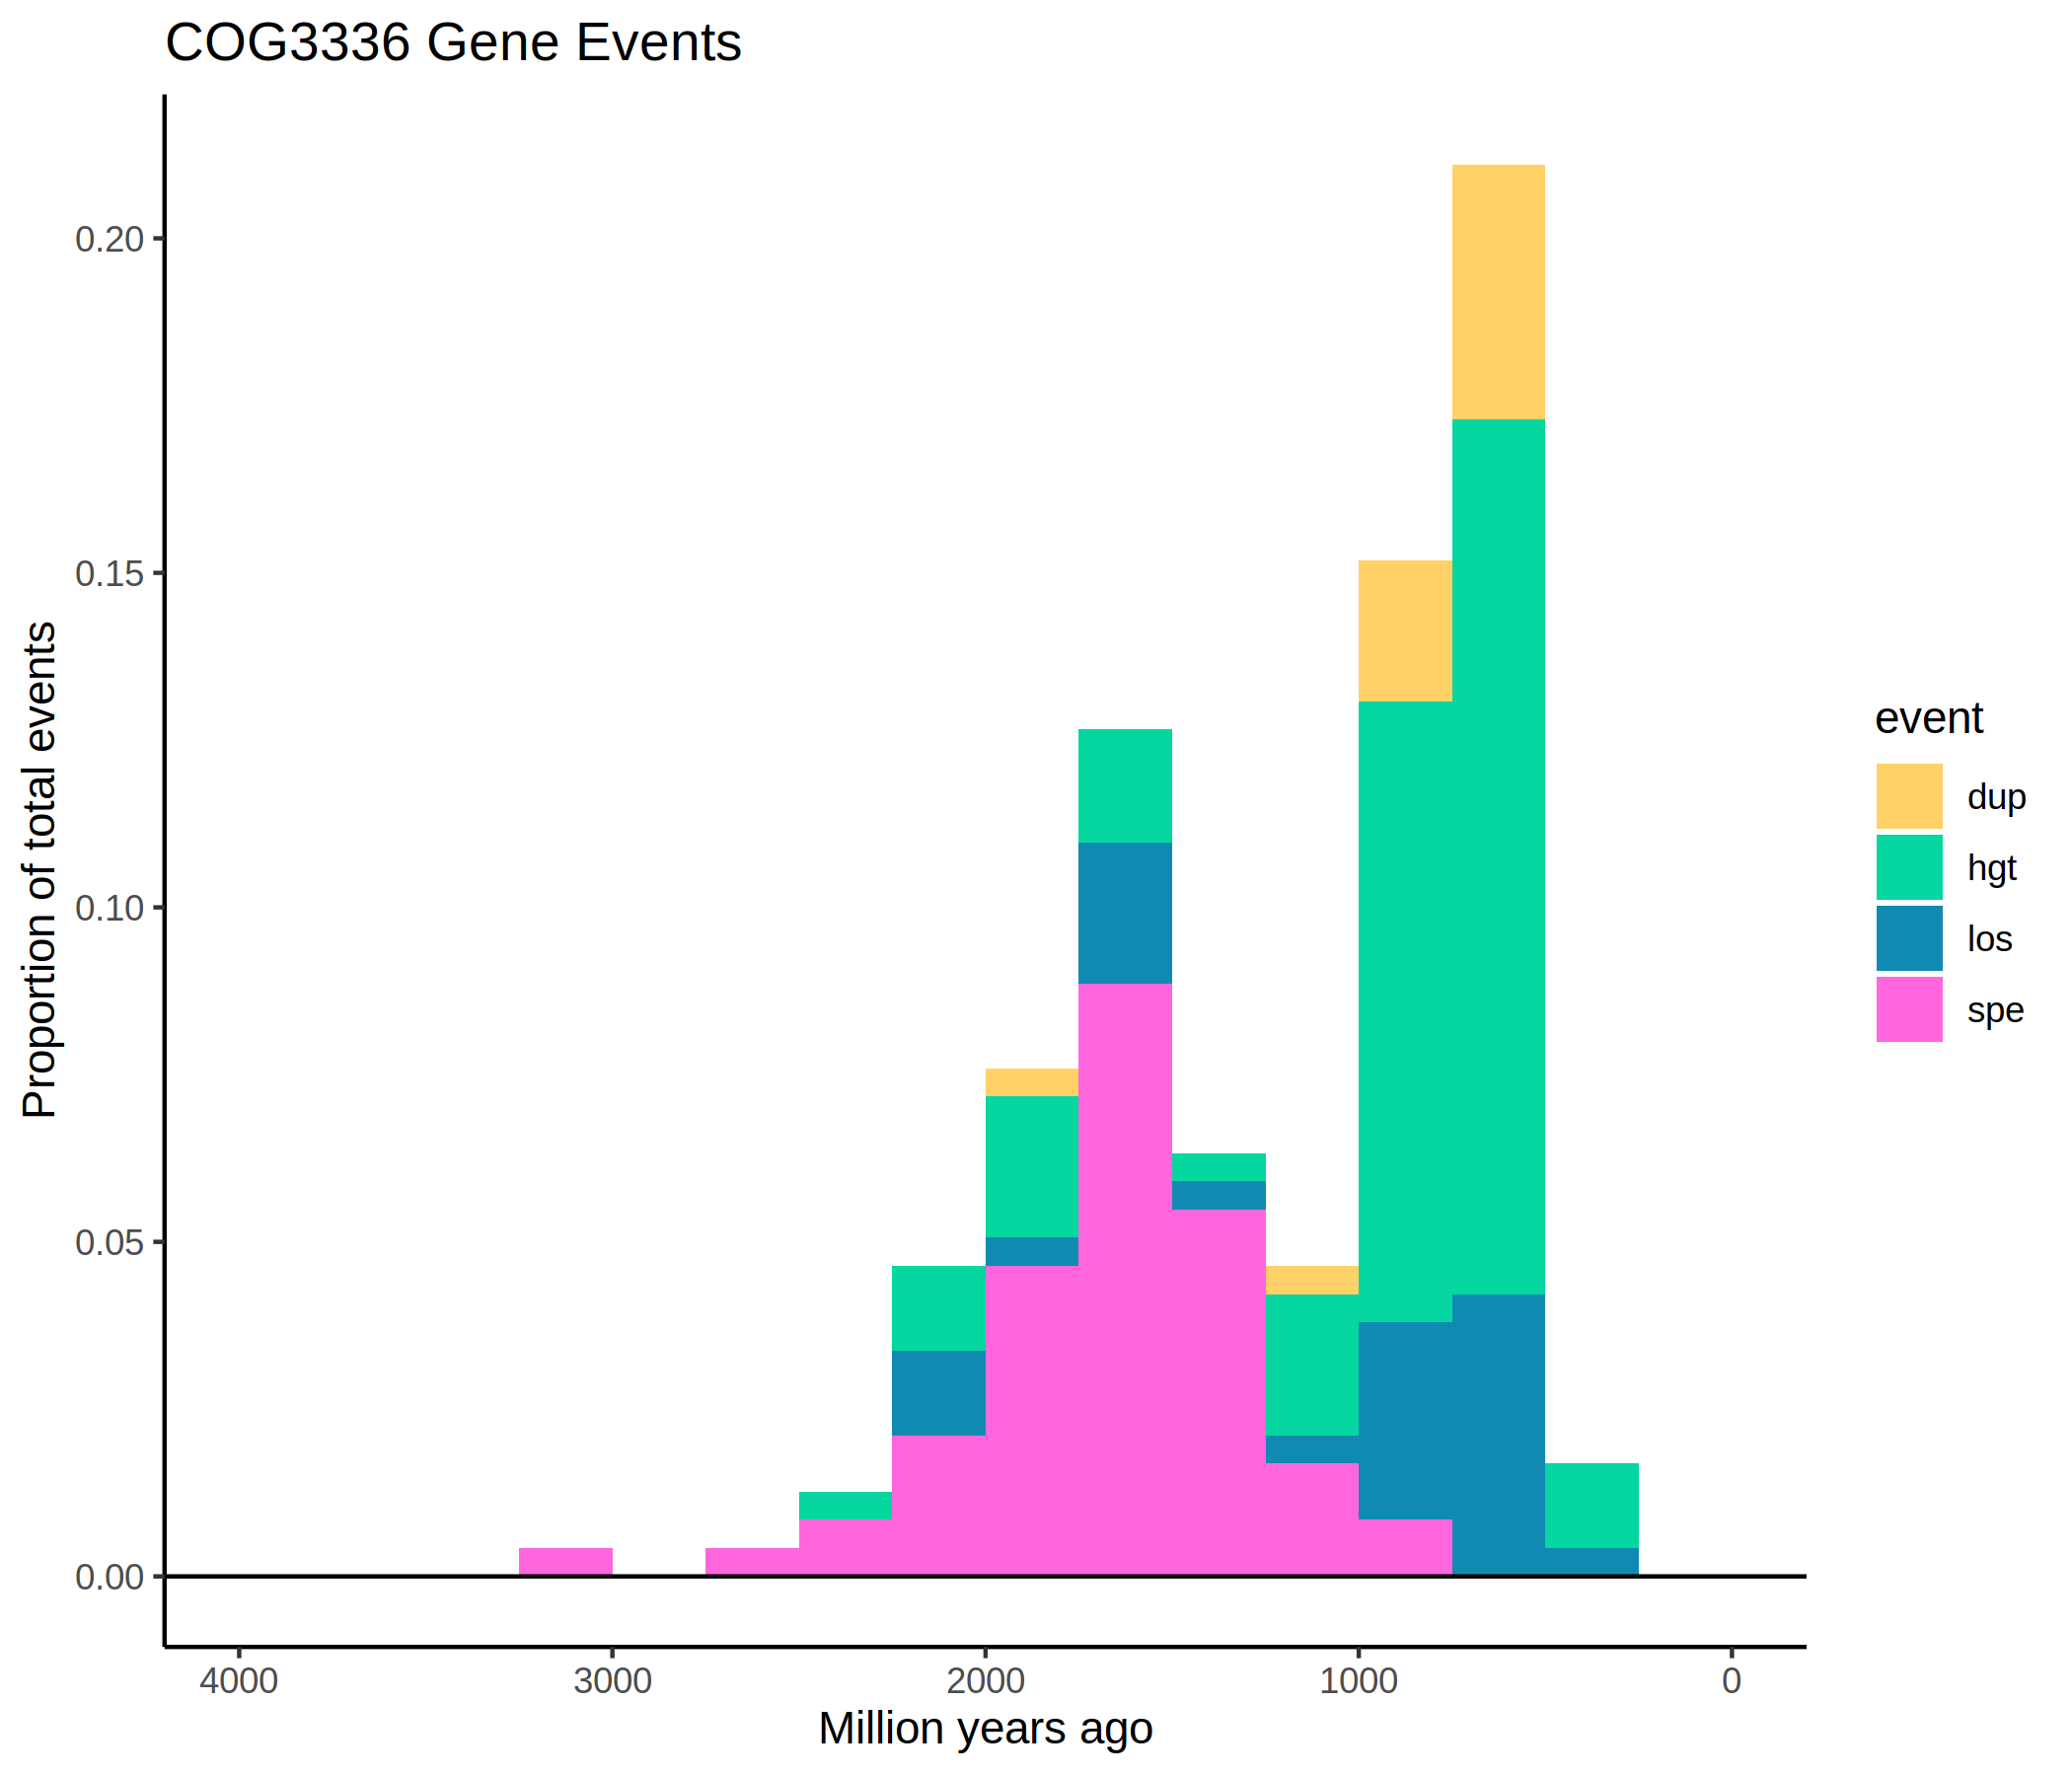 COG3336 Gene Events
Proportion of total events
0.20
0.15
0.10
0.05
0.00
4000 3000 2000 1000 0
Million years ago
event
dup
hgt
los
spe